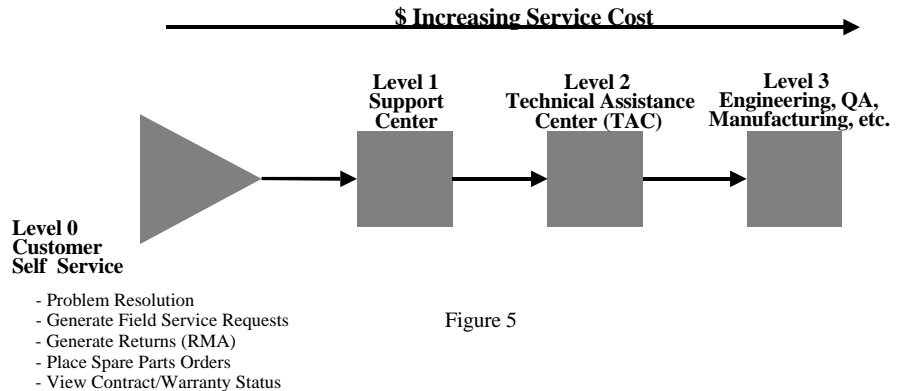 $ Increasing Service Cost
Level 1
Support
Center
Level 2
Technical Assistance
Center (TAC)
Level 3
Engineering, QA,
Manufacturing, etc.
Level 0
Customer
Self Service
- Problem Resolution
- Generate Field Service Requests
- Generate Returns (RMA)
- Place Spare Parts Orders
- View Contract/Warranty Status
Figure 5